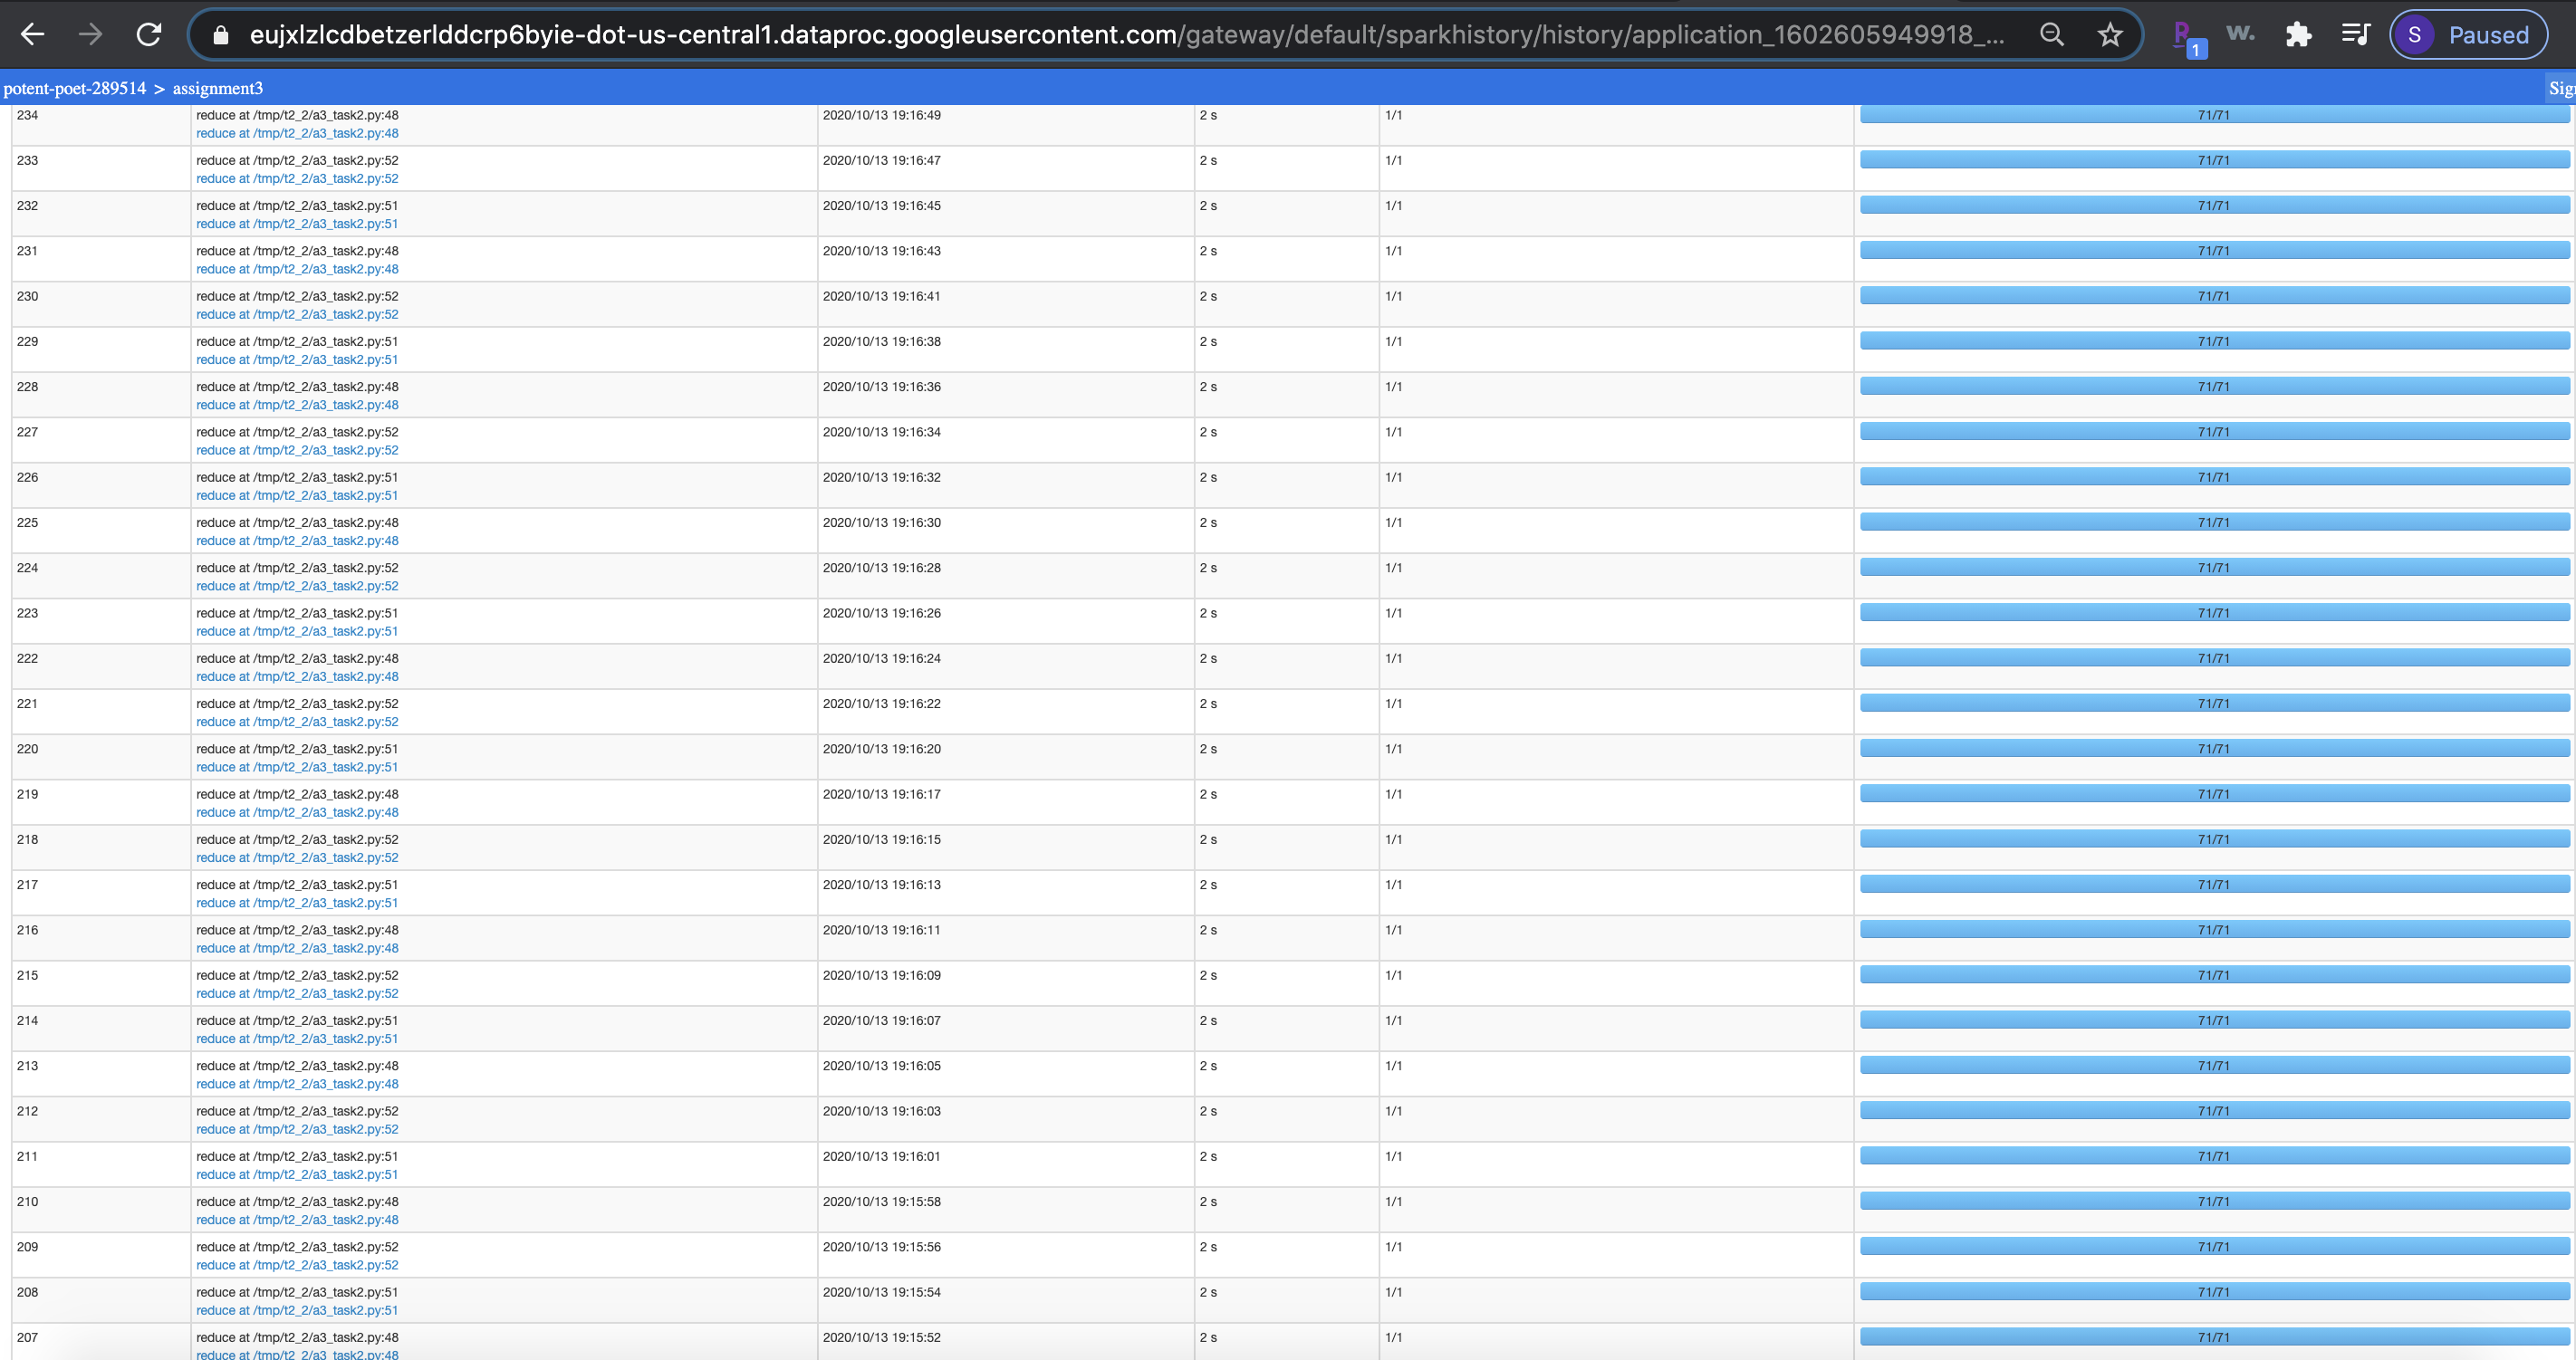 eujxlzlcdbetzerlddcrp6byie-dot-us-central1.dataproc.googleusercontent.com/gateway/default/sparkhistory/history/application_1602605949918_...
1
w.
S Paused
potent-poet-289514 > assignment3
Sig
234 reduce at /tmp/t2_2/a3_task2.py:48 2020/10/13 19:16:49 2 s 1/1 71/71
reduce at /tmp/t2_2/a3_task2.py:48
233 reduce at /tmp/t2_2/a3_task2.py:52 2020/10/13 19:16:47 2 s 1/1 71/71
reduce at /tmp/t2_2/a3_task2.py:52
232 reduce at /tmp/t2_2/a3_task2.py:51 2020/10/13 19:16:45 2 s 1/1 71/71
reduce at /tmp/t2_2/a3_task2.py:51
231 reduce at /tmp/t2_2/a3_task2.py:48 2020/10/13 19:16:43 2 s 1/1 71/71
reduce at /tmp/t2_2/a3_task2.py:48
230 reduce at /tmp/t2_2/a3_task2.py:52 2020/10/13 19:16:41 2 s 1/1 71/71
reduce at /tmp/t2_2/a3_task2.py:52
229 reduce at /tmp/t2_2/a3_task2.py:51 2020/10/13 19:16:38 2 s 1/1 71/71
reduce at /tmp/t2_2/a3_task2.py:51
228 reduce at /tmp/t2_2/a3_task2.py:48 2020/10/13 19:16:36 2 s 1/1 71/71
reduce at /tmp/t2_2/a3_task2.py:48
227 reduce at /tmp/t2_2/a3_task2.py:52 2020/10/13 19:16:34 2 s 1/1 71/71
reduce at /tmp/t2_2/a3_task2.py:52
226 reduce at /tmp/t2_2/a3_task2.py:51 2020/10/13 19:16:32 2 s 1/1 71/71
reduce at /tmp/t2_2/a3_task2.py:51
225 reduce at /tmp/t2_2/a3_task2.py:48 2020/10/13 19:16:30 2 s 1/1 71/71
reduce at /tmp/t2_2/a3_task2.py:48
224 reduce at /tmp/t2_2/a3_task2.py:52 2020/10/13 19:16:28 2 s 1/1 71/71
reduce at /tmp/t2_2/a3_task2.py:52
223 reduce at /tmp/t2_2/a3_task2.py:51 2020/10/13 19:16:26 2 s 1/1 71/71
reduce at /tmp/t2_2/a3_task2.py:51
222 reduce at /tmp/t2_2/a3_task2.py:48 2020/10/13 19:16:24 2 s 1/1 71/71
reduce at /tmp/t2_2/a3_task2.py:48
221 reduce at /tmp/t2_2/a3_task2.py:52 2020/10/13 19:16:22 2 s 1/1 71/71
reduce at /tmp/t2_2/a3_task2.py:52
220 reduce at /tmp/t2_2/a3_task2.py:51 2020/10/13 19:16:20 2 s 1/1 71/71
reduce at /tmp/t2_2/a3_task2.py:51
219 reduce at /tmp/t2_2/a3_task2.py:48 2020/10/13 19:16:17 2 s 1/1 71/71
reduce at /tmp/t2_2/a3_task2.py:48
218 reduce at /tmp/t2_2/a3_task2.py:52 2020/10/13 19:16:15 2 s 1/1 71/71
reduce at /tmp/t2_2/a3_task2.py:52
217 reduce at /tmp/t2_2/a3_task2.py:51 2020/10/13 19:16:13 2 s 1/1 71/71
reduce at /tmp/t2_2/a3_task2.py:51
216 reduce at /tmp/t2_2/a3_task2.py:48 2020/10/13 19:16:11 2 s 1/1 71/71
reduce at /tmp/t2_2/a3_task2.py:48
215 reduce at /tmp/t2_2/a3_task2.py:52 2020/10/13 19:16:09 2 s 1/1 71/71
reduce at /tmp/t2_2/a3_task2.py:52
214 reduce at /tmp/t2_2/a3_task2.py:51 2020/10/13 19:16:07 2 s 1/1 71/71
reduce at /tmp/t2_2/a3_task2.py:51
213 reduce at /tmp/t2_2/a3_task2.py:48 2020/10/13 19:16:05 2 s 1/1 71/71
reduce at /tmp/t2_2/a3_task2.py:48
212 reduce at /tmp/t2_2/a3_task2.py:52 2020/10/13 19:16:03 2 s 1/1 71/71
reduce at /tmp/t2_2/a3_task2.py:52
211 reduce at /tmp/t2_2/a3_task2.py:51 2020/10/13 19:16:01 2 s 1/1 71/71
reduce at /tmp/t2_2/a3_task2.py:51
210 reduce at /tmp/t2_2/a3_task2.py:48 2020/10/13 19:15:58 2 s 1/1 71/71
reduce at /tmp/t2_2/a3_task2.py:48
209 reduce at /tmp/t2_2/a3_task2.py:52 2020/10/13 19:15:56 2 s 1/1 71/71
reduce at /tmp/t2_2/a3_task2.py:52
208 reduce at /tmp/t2_2/a3_task2.py:51 2020/10/13 19:15:54 2 s 1/1 71/71
reduce at /tmp/t2_2/a3_task2.py:51
207 reduce at /tmp/t2_2/a3_task2.py:48 2020/10/13 19:15:52 2 s 1/1 71/71
reduce at /tmp/t2_2/a3_task2.py:48